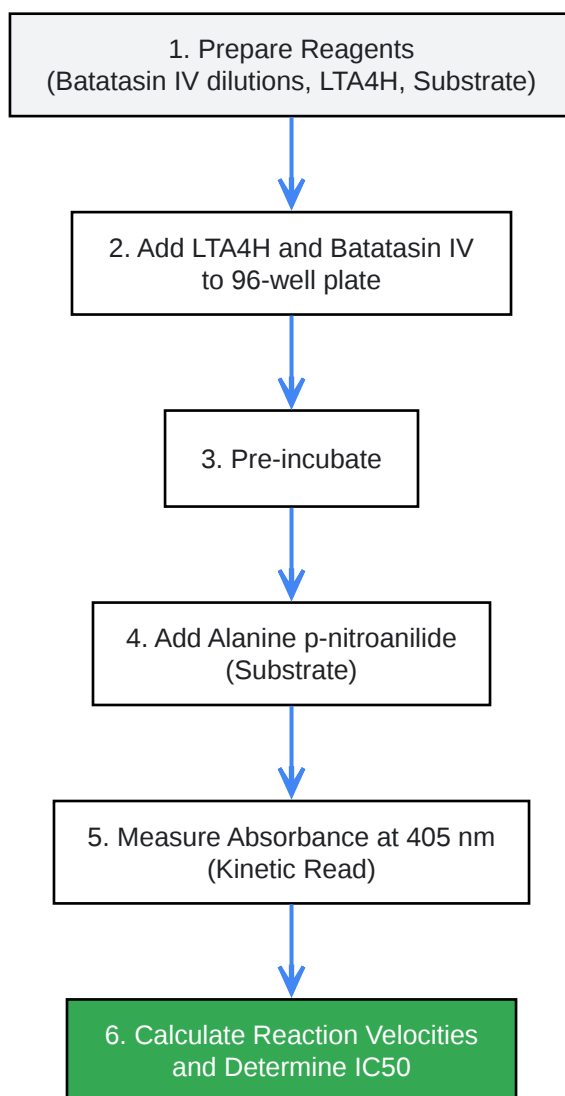 1. Prepare Reagents
(Batatasin IV dilutions, LTA4H, Substrate)
2. Add LTA4H and Batatasin IV
to 96-well plate
3. Pre-incubate
4. Add Alanine p-nitroanilide
(Substrate)
5. Measure Absorbance at 405 nm
(Kinetic Read)
6. Calculate Reaction Velocities
and Determine IC50